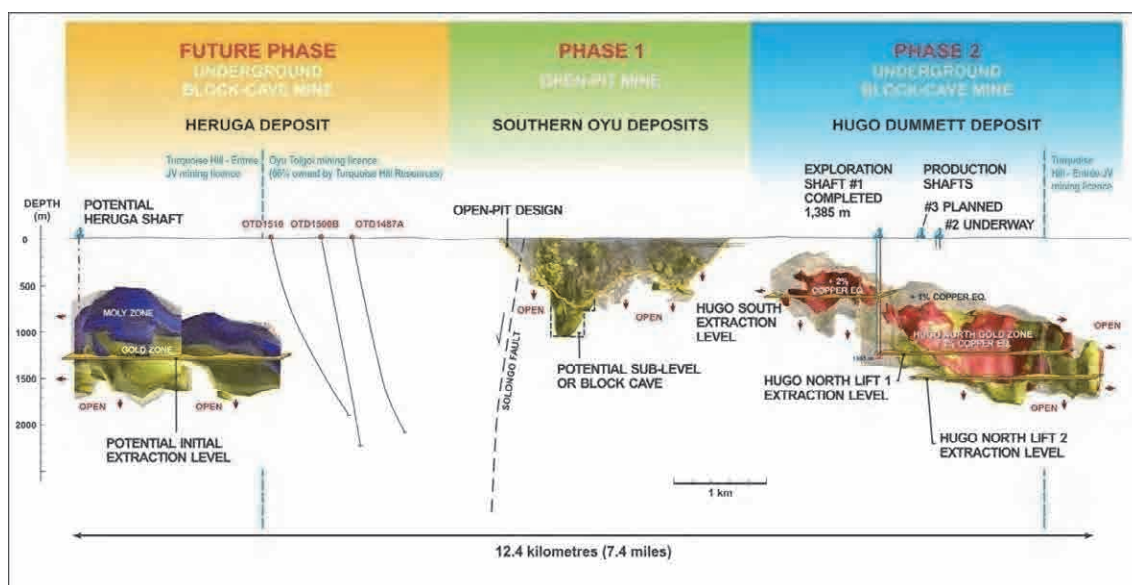 FUTURE PHASE
UNDERGROUND
BLOCK-CAVE MINE
HERUGA DEPOSIT
PHASE 1
OPEN-PIT MINE
SOUTHERN OYU DEPOSITS
PHASE 2
UNDERGROUND
BLOCK-CAVE MINE
HUGO DUMMETT DEPOSIT
Turquoise Hill - Entrée
JV mining licence
Oyu Tolgoi mining licence
(66% owned by Turquoise Hill Resources)
Turquoise
Hill - Entrée JV
mining licence
DEPTH
(m)
0
500
1000
1500
2000
POTENTIAL
HERUGA SHAFT
OTD1510
OTD1500B
OTD1487A
OPEN-PIT DESIGN
EXPLORATION
SHAFT #1
COMPLETED
1,385 m
PRODUCTION
SHAFTS
#3 PLANNED
#2 UNDERWAY
MOLY ZONE
GOLD ZONE
OPEN
OPEN
POTENTIAL INITIAL
EXTRACTION LEVEL
SOLONGO FAULT
OPEN
OPEN
POTENTIAL SUB-LEVEL
OR BLOCK CAVE
+ 2%
COPPER EQ.
HUGO SOUTH
EXTRACTION
LEVEL
OPEN
+ 1% COPPER EQ.
HUGO NORTH GOLD ZONE
COPPER EQ.
OPEN
HUGO NORTH LIFT 1
EXTRACTION LEVEL
OPEN
HUGO NORTH LIFT 2
EXTRACTION LEVEL
1 km
12.4 kilometres (7.4 miles)